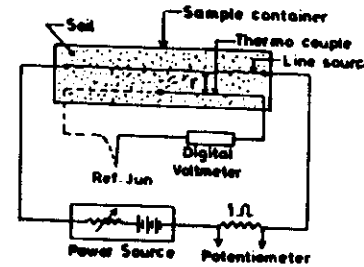 Soil
Sample container
Thermo couple
Line source
r
Digital
Voltmeter
Ref. Jun
1Ω
Power Source
Potentiometer